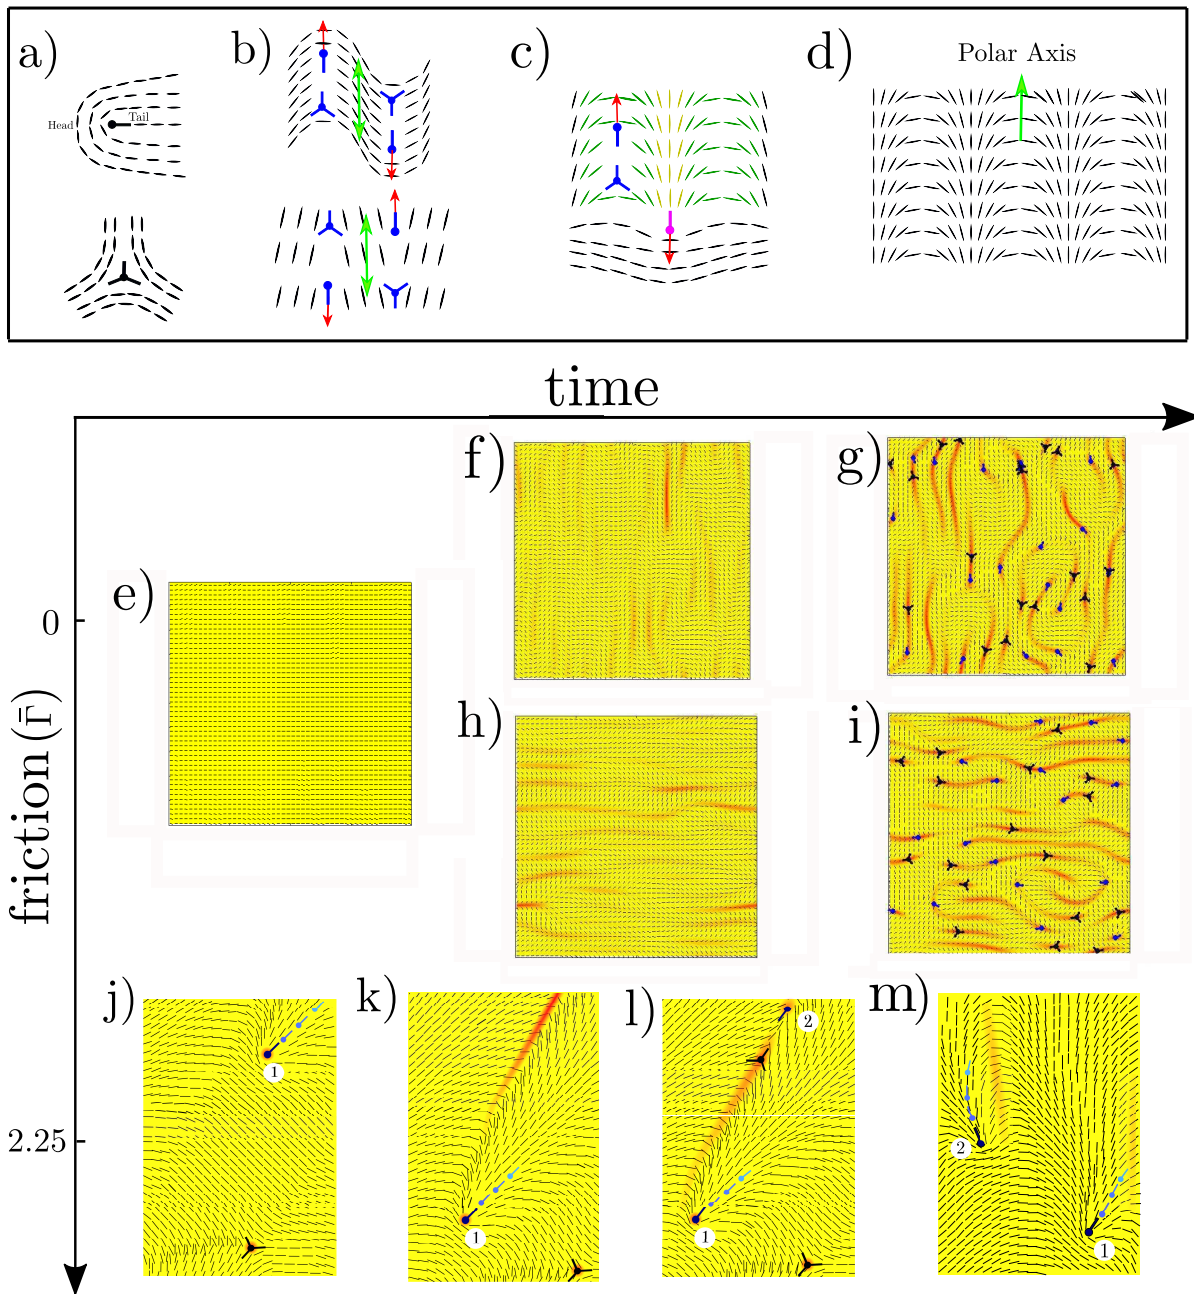 a)
b)
c)
d)
Polar Axis
Head
Tail
time
f)
g)
e)
0
h)
i)
friction (Γ̄)
j)
k)
l)
m)
2
1
2.25
2
1
1
1